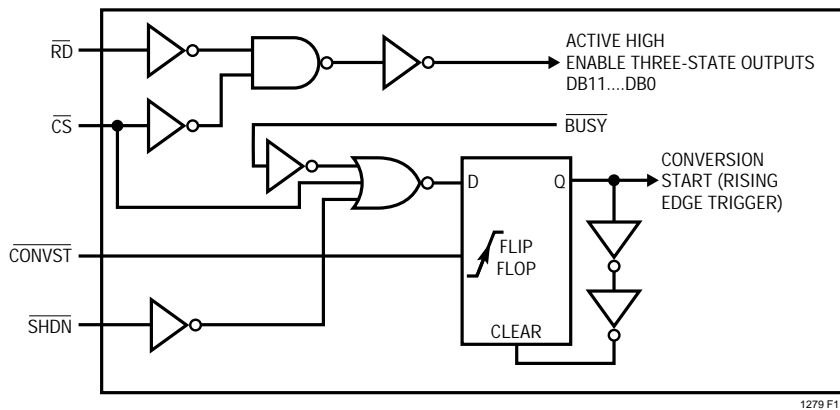 RD
ACTIVE HIGH
ENABLE THREE-STATE OUTPUTS
DB11....DB0
CS
BUSY
D
Q
CONVERSION
START (RISING
EDGE TRIGGER)
CONVST
FLIP
FLOP
SHDN
CLEAR
1279 F1